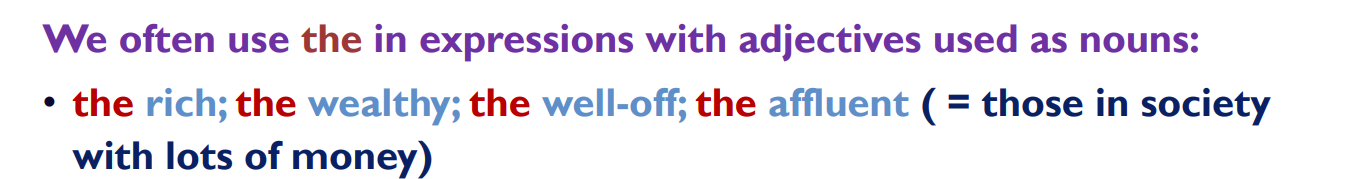 We often use the in expressions with adjectives used as nouns:
• the rich; the wealthy; the well-off; the affluent ( = those in society
with lots of money)